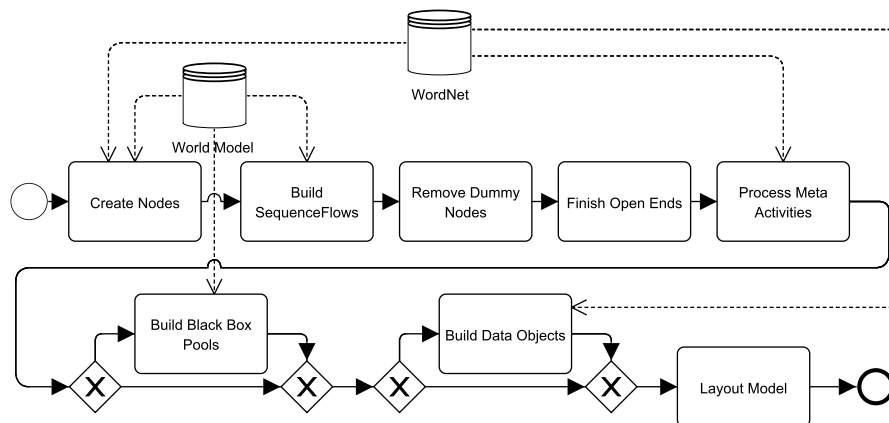 WordNet
World Model
Create Nodes
Build
SequenceFlows
Remove Dummy
Nodes
Finish Open Ends
Process Meta
Activities
Build Black Box
Pools
Build Data Objects
X
X
X
X
Layout Model